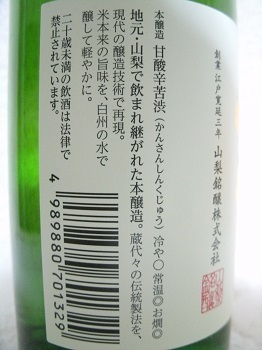 創業江戸寛延三年 山梨銘醸株式会社
本醸造 甘酸辛苦渋(かんさんしんくじゅう) 冷や○ 常温◎ お燗◎
地元・山梨で飲まれ継がれた本醸造。蔵代々の伝統製法を、
現代の醸造技術で再現。
米本来の旨味を、白州の水で
醸して軽やかに。
二十歳未満の飲酒は法律で
禁止されています。
4 989880 701329